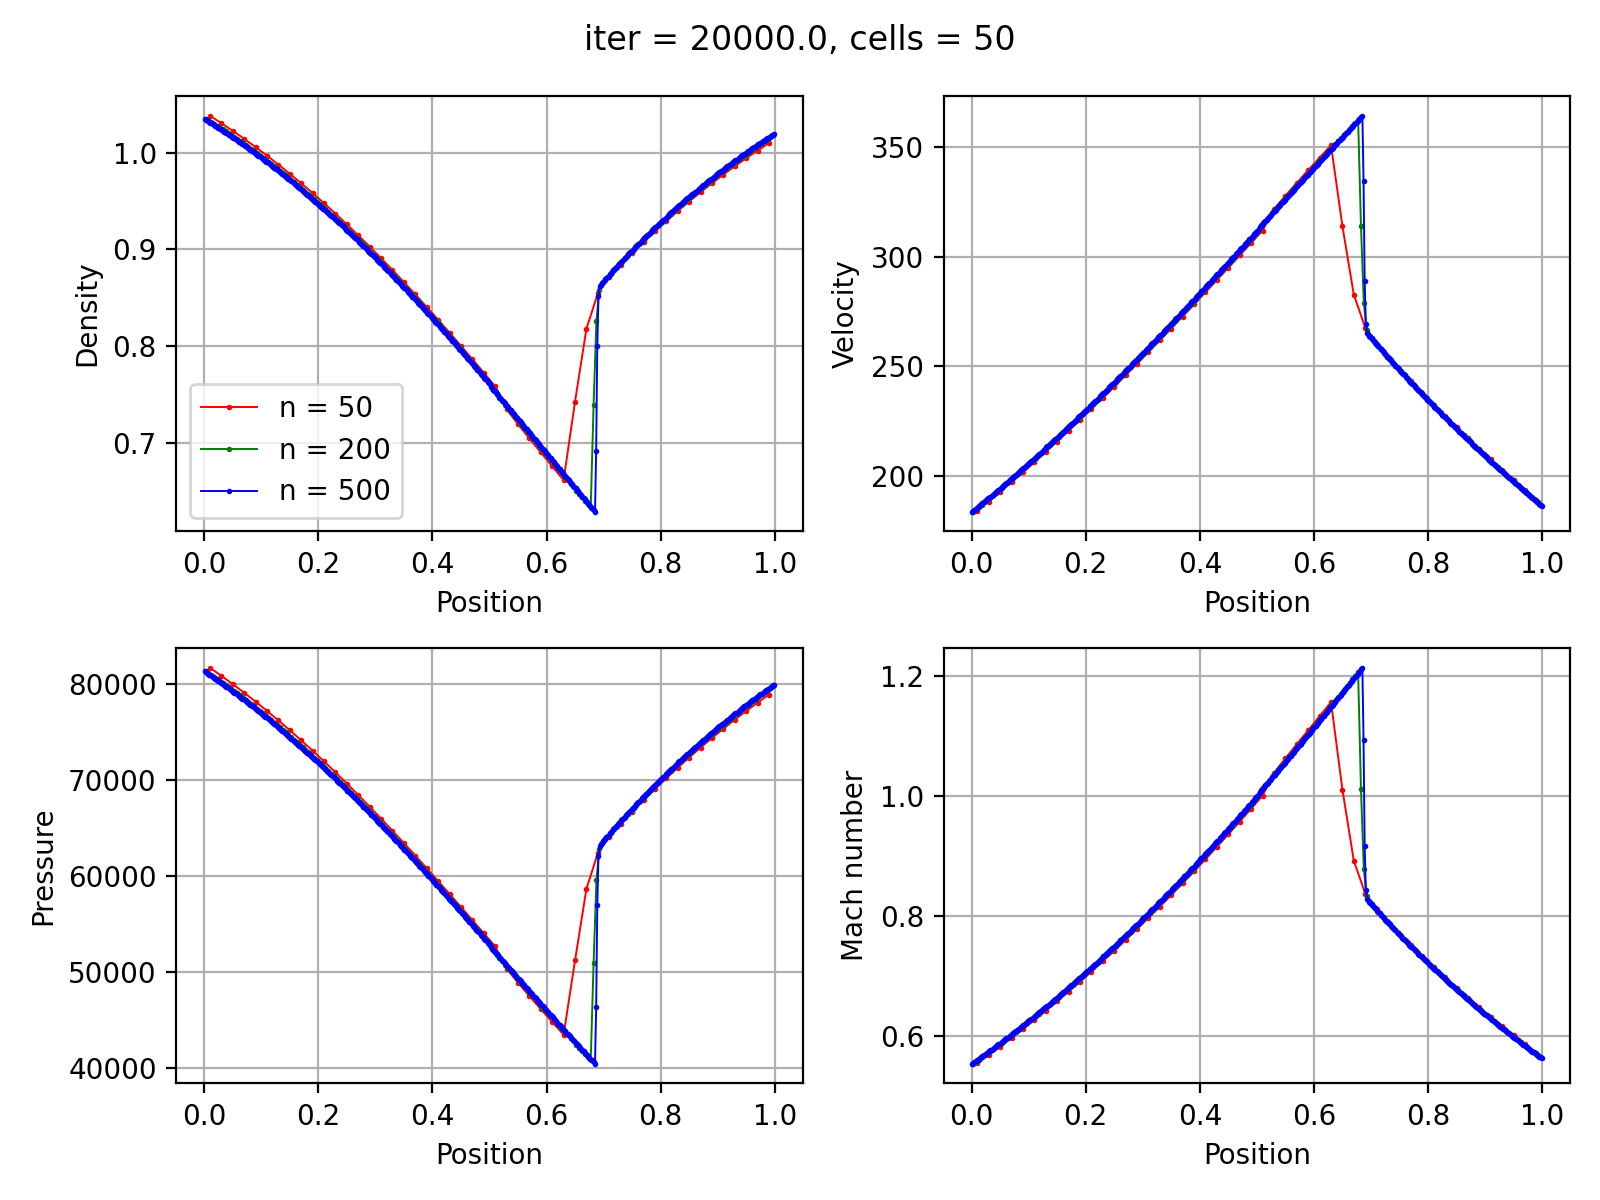 iter = 20000.0, cells = 50
1.0
0.9
0.8
0.7
Density
n = 50
n = 200
n = 500
0.0 0.2 0.4 0.6 0.8 1.0
Position
350
300
250
200
Velocity
0.0 0.2 0.4 0.6 0.8 1.0
Position
80000
70000
60000
50000
40000
Pressure
0.0 0.2 0.4 0.6 0.8 1.0
Position
1.2
1.0
0.8
0.6
Mach number
0.0 0.2 0.4 0.6 0.8 1.0
Position